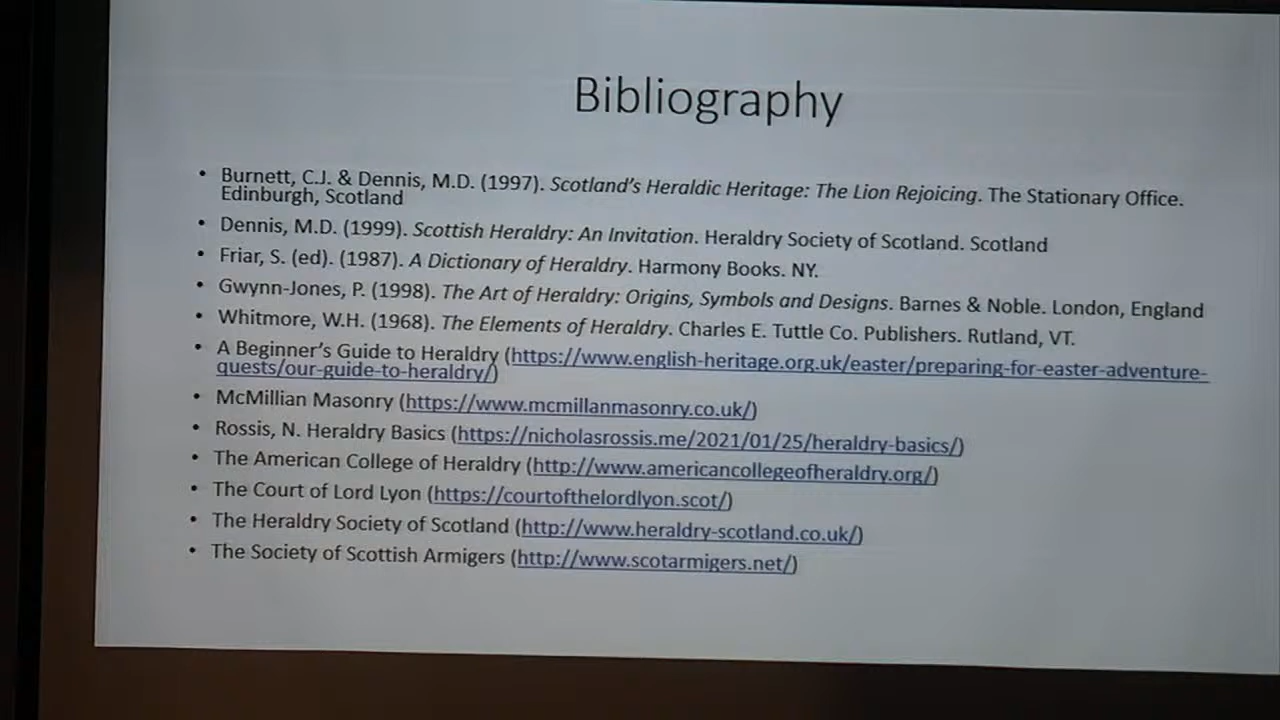 Bibliography
• Burnett, C.J. & Dennis, M.D. (1997). Scotland's Heraldic Heritage: The Lion Rejoicing. The Stationary Office.
Edinburgh, Scotland
• Dennis, M.D. (1999). Scottish Heraldry: An Invitation. Heraldry Society of Scotland. Scotland
• Friar, S. (ed). (1987). A Dictionary of Heraldry. Harmony Books. NY.
• Gwynn-Jones, P. (1998). The Art of Heraldry: Origins, Symbols and Designs. Barnes & Noble. London, England
• Whitmore, W.H. (1968). The Elements of Heraldry. Charles E. Tuttle Co. Publishers. Rutland, VT.
• A Beginner's Guide to Heraldry (https://www.english-heritage.org.uk/easter/preparing-for-easter-adventure-
quests/our-guide-to-heraldry/)
• McMillian Masonry (https://www.mcmillanmasonry.co.uk/)
• Rossis, N. Heraldry Basics (https://nicholasrossis.me/2021/01/25/heraldry-basics/)
• The American College of Heraldry (http://www.americancollegeofheraldry.org/)
• The Court of Lord Lyon (https://courtofthelordlyon.scot/)
• The Heraldry Society of Scotland (http://www.heraldry-scotland.co.uk/)
• The Society of Scottish Armigers (http://www.scotarmigers.net/)